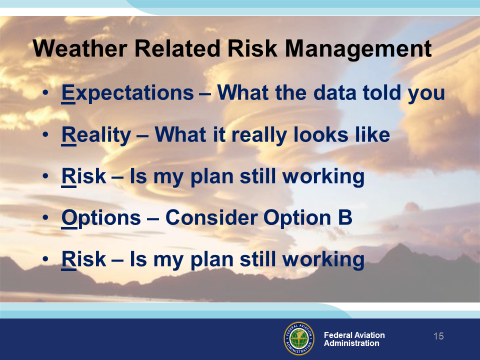 Weather Related Risk Management
• Expectations – What the data told you
• Reality – What it really looks like
• Risk – Is my plan still working
• Options – Consider Option B
• Risk – Is my plan still working
Federal Aviation
Administration
15